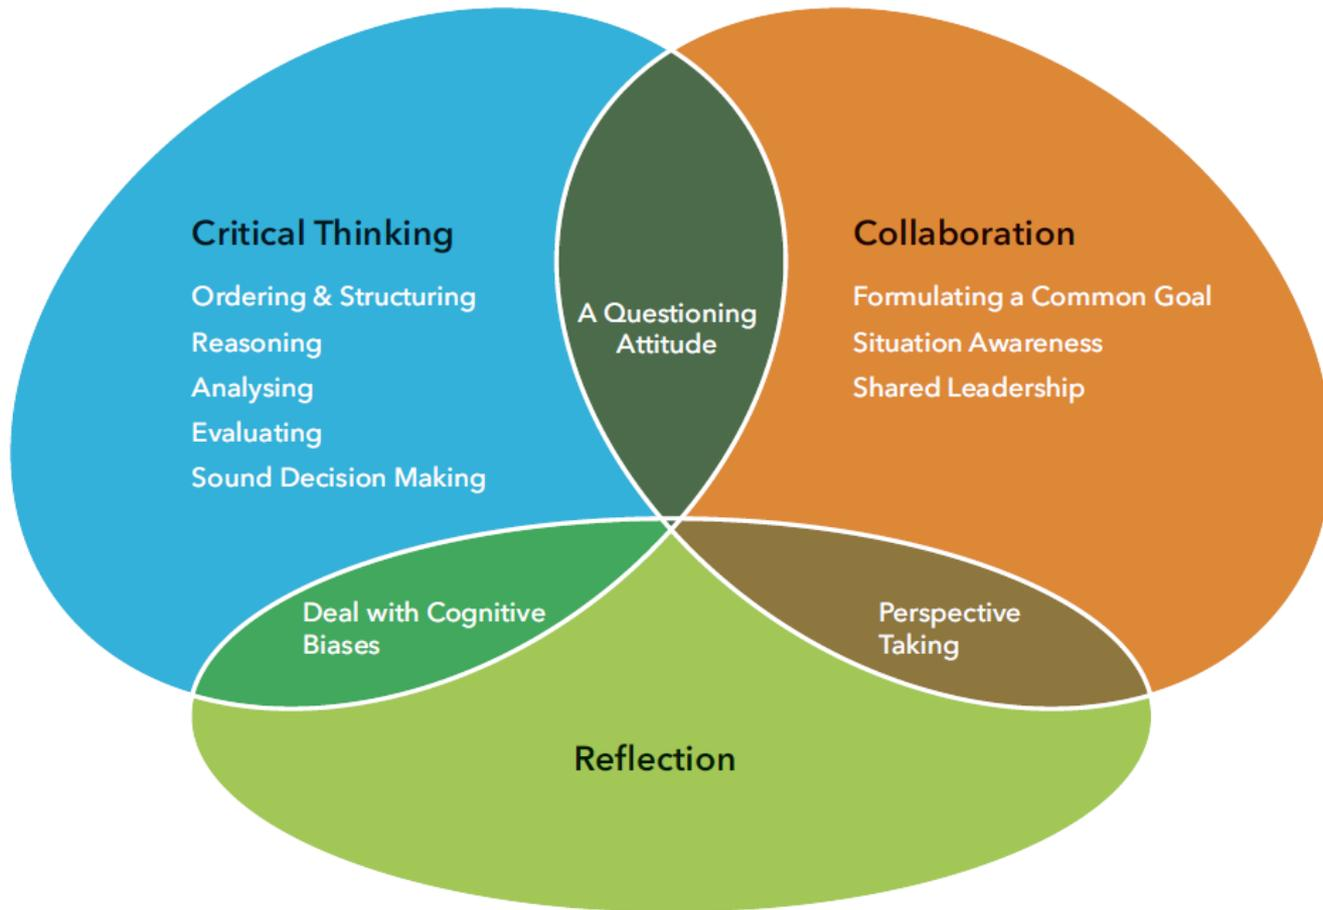 Critical Thinking
Ordering & Structuring
Reasoning
Analysing
Evaluating
Sound Decision Making
A Questioning
Attitude
Collaboration
Formulating a Common Goal
Situation Awareness
Shared Leadership
Deal with Cognitive
Biases
Perspective
Taking
Reflection